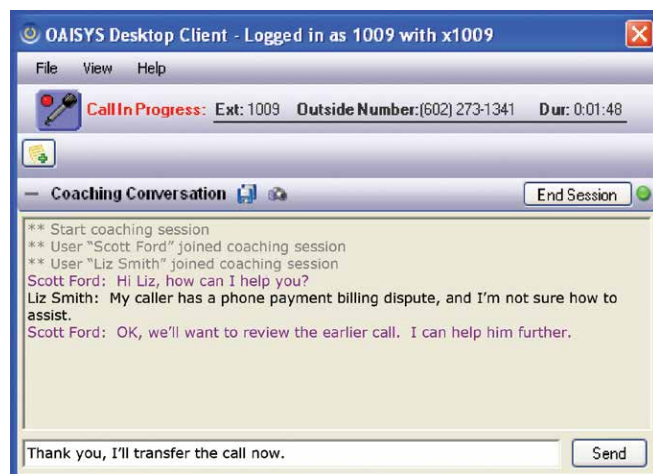 OAISYS Desktop Client - Logged in as 1009 with x1009
File View Help
Call In Progress: Ext: 1009 Outside Number:(602) 273-1341 Dur: 0:01:48
Coaching Conversation End Session
** Start coaching session
** User "Scott Ford" joined coaching session
** User "Liz Smith" joined coaching session
Scott Ford: Hi Liz, how can I help you?
Liz Smith: My caller has a phone payment billing dispute, and I'm not sure how to
assist.
Scott Ford: OK, we'll want to review the earlier call. I can help him further.
Thank you, I'll transfer the call now. Send